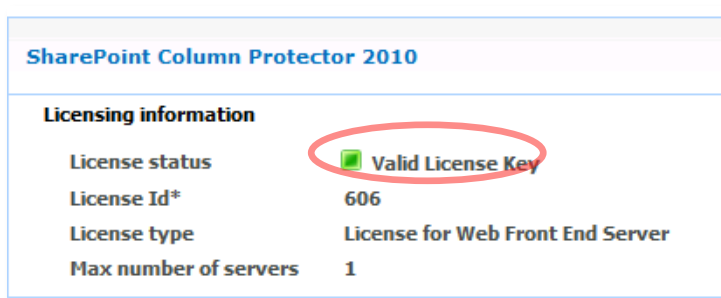 SharePoint Column Protector 2010
Licensing information
License status Valid License Key
License Id* 606
License type License for Web Front End Server
Max number of servers 1